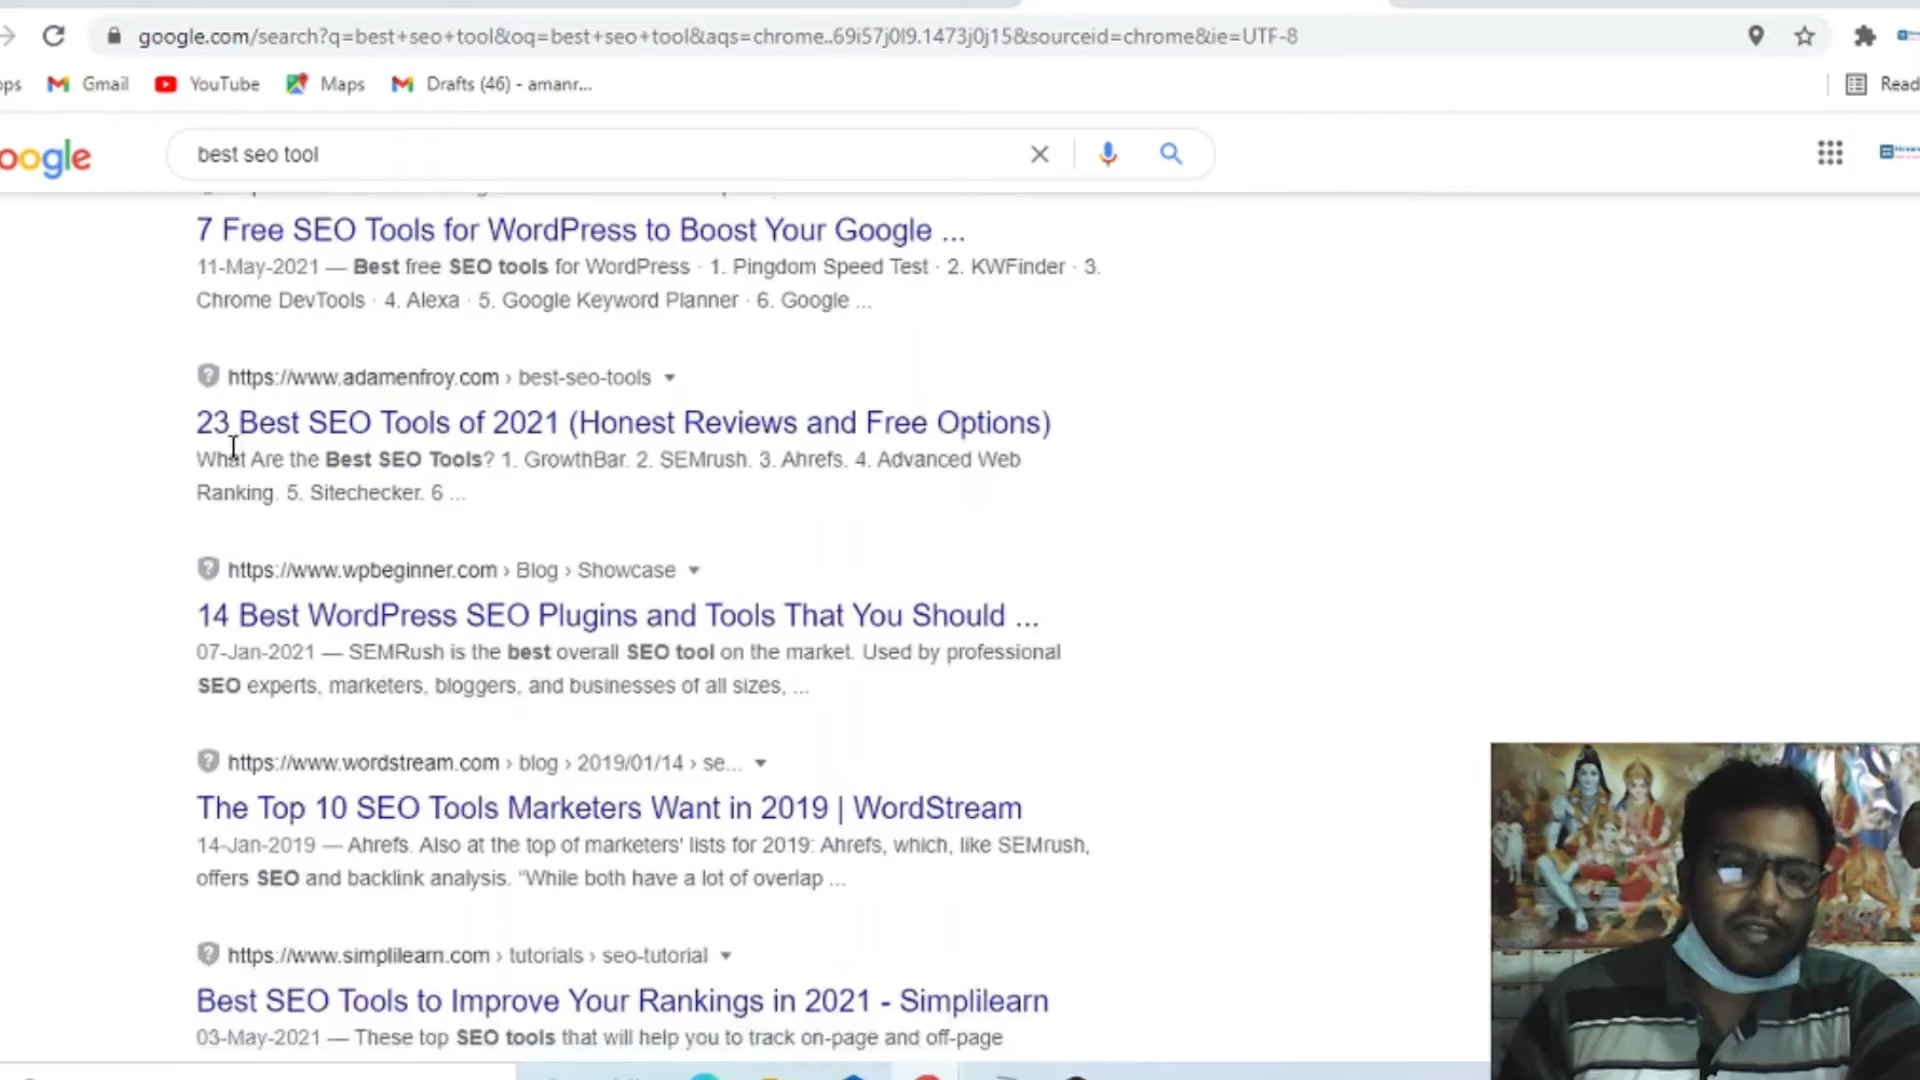 google.com/search?q=best+seo+tool&oq=best+seo+tool&aqs=chrome..69i57j0l9.1473j0j15&sourceid=chrome&ie=UTF-8
ps Gmail YouTube Maps Drafts (46) - amanr... Read
oogle best seo tool
7 Free SEO Tools for WordPress to Boost Your Google ...
11-May-2021 — Best free SEO tools for WordPress · 1. Pingdom Speed Test · 2. KWFinder · 3.
Chrome DevTools · 4. Alexa · 5. Google Keyword Planner · 6. Google ...
https://www.adamenfroy.com › best-seo-tools
23 Best SEO Tools of 2021 (Honest Reviews and Free Options)
What Are the Best SEO Tools? 1. GrowthBar. 2. SEMrush. 3. Ahrefs. 4. Advanced Web
Ranking. 5. Sitechecker. 6 ...
https://www.wpbeginner.com › Blog › Showcase
14 Best WordPress SEO Plugins and Tools That You Should ...
07-Jan-2021 — SEMRush is the best overall SEO tool on the market. Used by professional
SEO experts, marketers, bloggers, and businesses of all sizes, ...
https://www.wordstream.com › blog › 2019/01/14 › se...
The Top 10 SEO Tools Marketers Want in 2019 | WordStream
14-Jan-2019 — Ahrefs. Also at the top of marketers' lists for 2019: Ahrefs, which, like SEMrush,
offers SEO and backlink analysis. “While both have a lot of overlap ...
https://www.simplilearn.com › tutorials › seo-tutorial
Best SEO Tools to Improve Your Rankings in 2021 - Simplilearn
03-May-2021 — These top SEO tools that will help you to track on-page and off-page